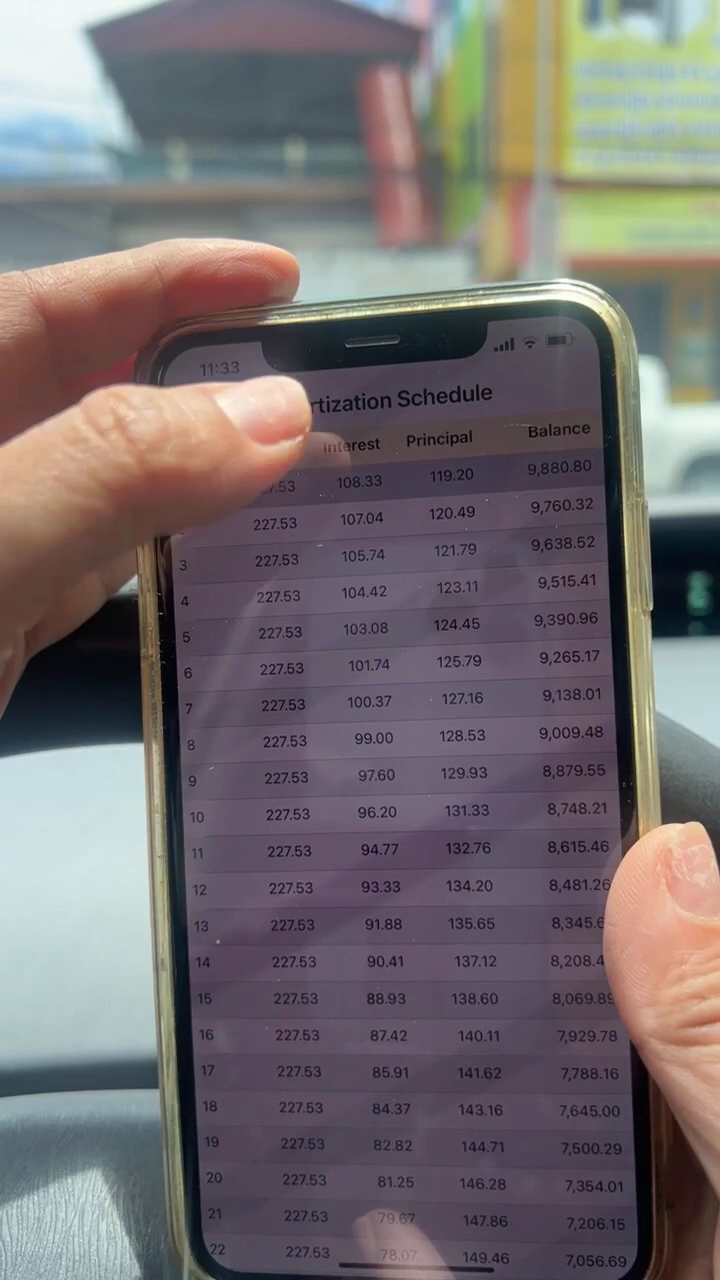 11:33
rtization Schedule
Interest Principal Balance
7.53 108.33 119.20 9,880.80
227.53 107.04 120.49 9,760.32
3 227.53 105.74 121.79 9,638.52
4 227.53 104.42 123.11 9,515.41
5 227.53 103.08 124.45 9,390.96
6 227.53 101.74 125.79 9,265.17
7 227.53 100.37 127.16 9,138.01
8 227.53 99.00 128.53 9,009.48
9 227.53 97.60 129.93 8,879.55
10 227.53 96.20 131.33 8,748.21
11 227.53 94.77 132.76 8,615.46
12 227.53 93.33 134.20 8,481.26
13 227.53 91.88 135.65 8,345.6
14 227.53 90.41 137.12 8,208.4
15 227.53 88.93 138.60 8,069.89
16 227.53 87.42 140.11 7,929.78
17 227.53 85.91 141.62 7,788.16
18 227.53 84.37 143.16 7,645.00
19 227.53 82.82 144.71 7,500.29
20 227.53 81.25 146.28 7,354.01
21 227.53 79.67 147.86 7,206.15
22 227.53 78.07 149.46 7,056.69